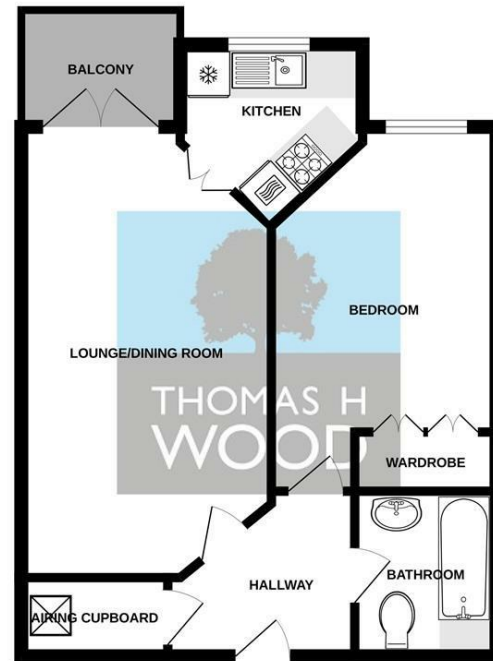 BALCONY
KITCHEN
BEDROOM
LOUNGE/DINING ROOM
THOMAS H
WOOD
WARDROBE
BATHROOM
HALLWAY
AIRING CUPBOARD